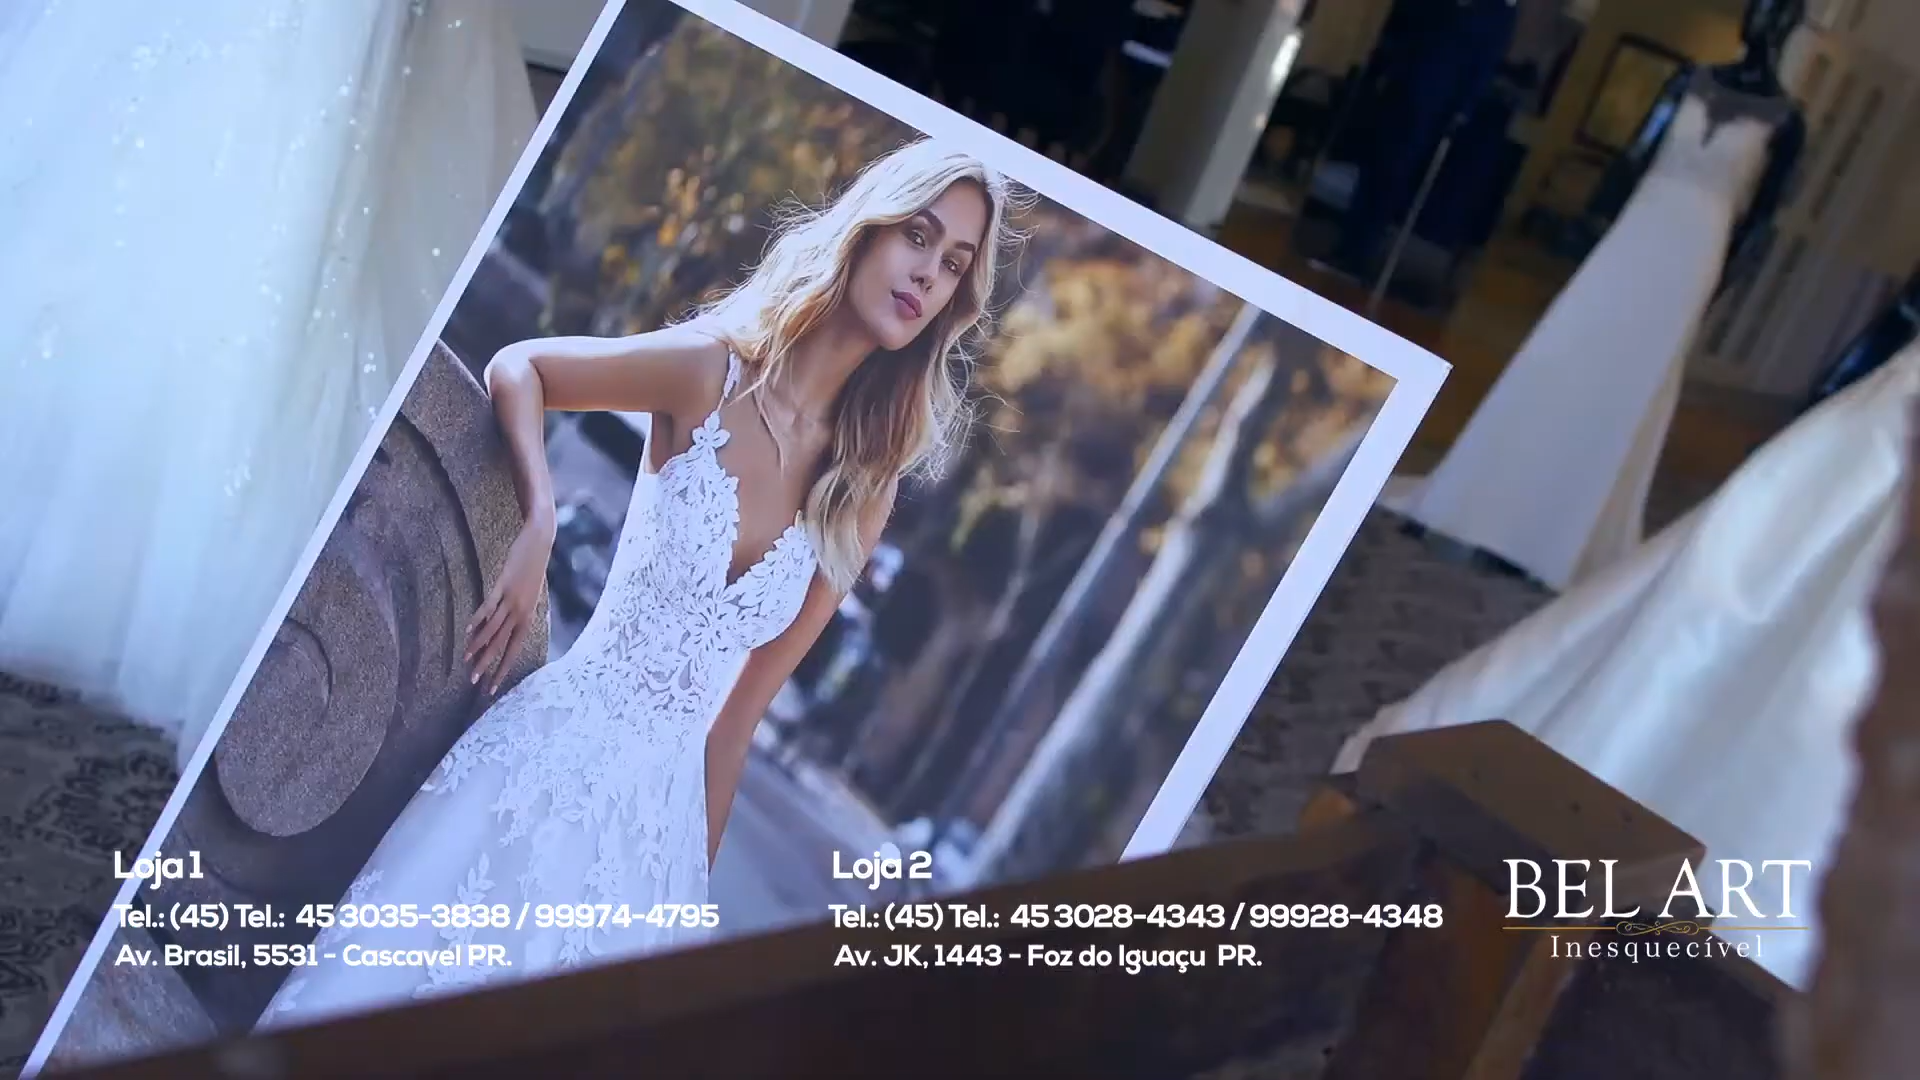 Loja 1
Tel.: (45) Tel.: 45 3035-3838 / 99974-4795
Av. Brasil, 5531 - Cascavel PR.
Loja 2
Tel.: (45) Tel.: 45 3028-4343 / 99928-4348
Av. JK, 1443 - Foz do Iguaçu PR.
BEL ART
Inesquecível